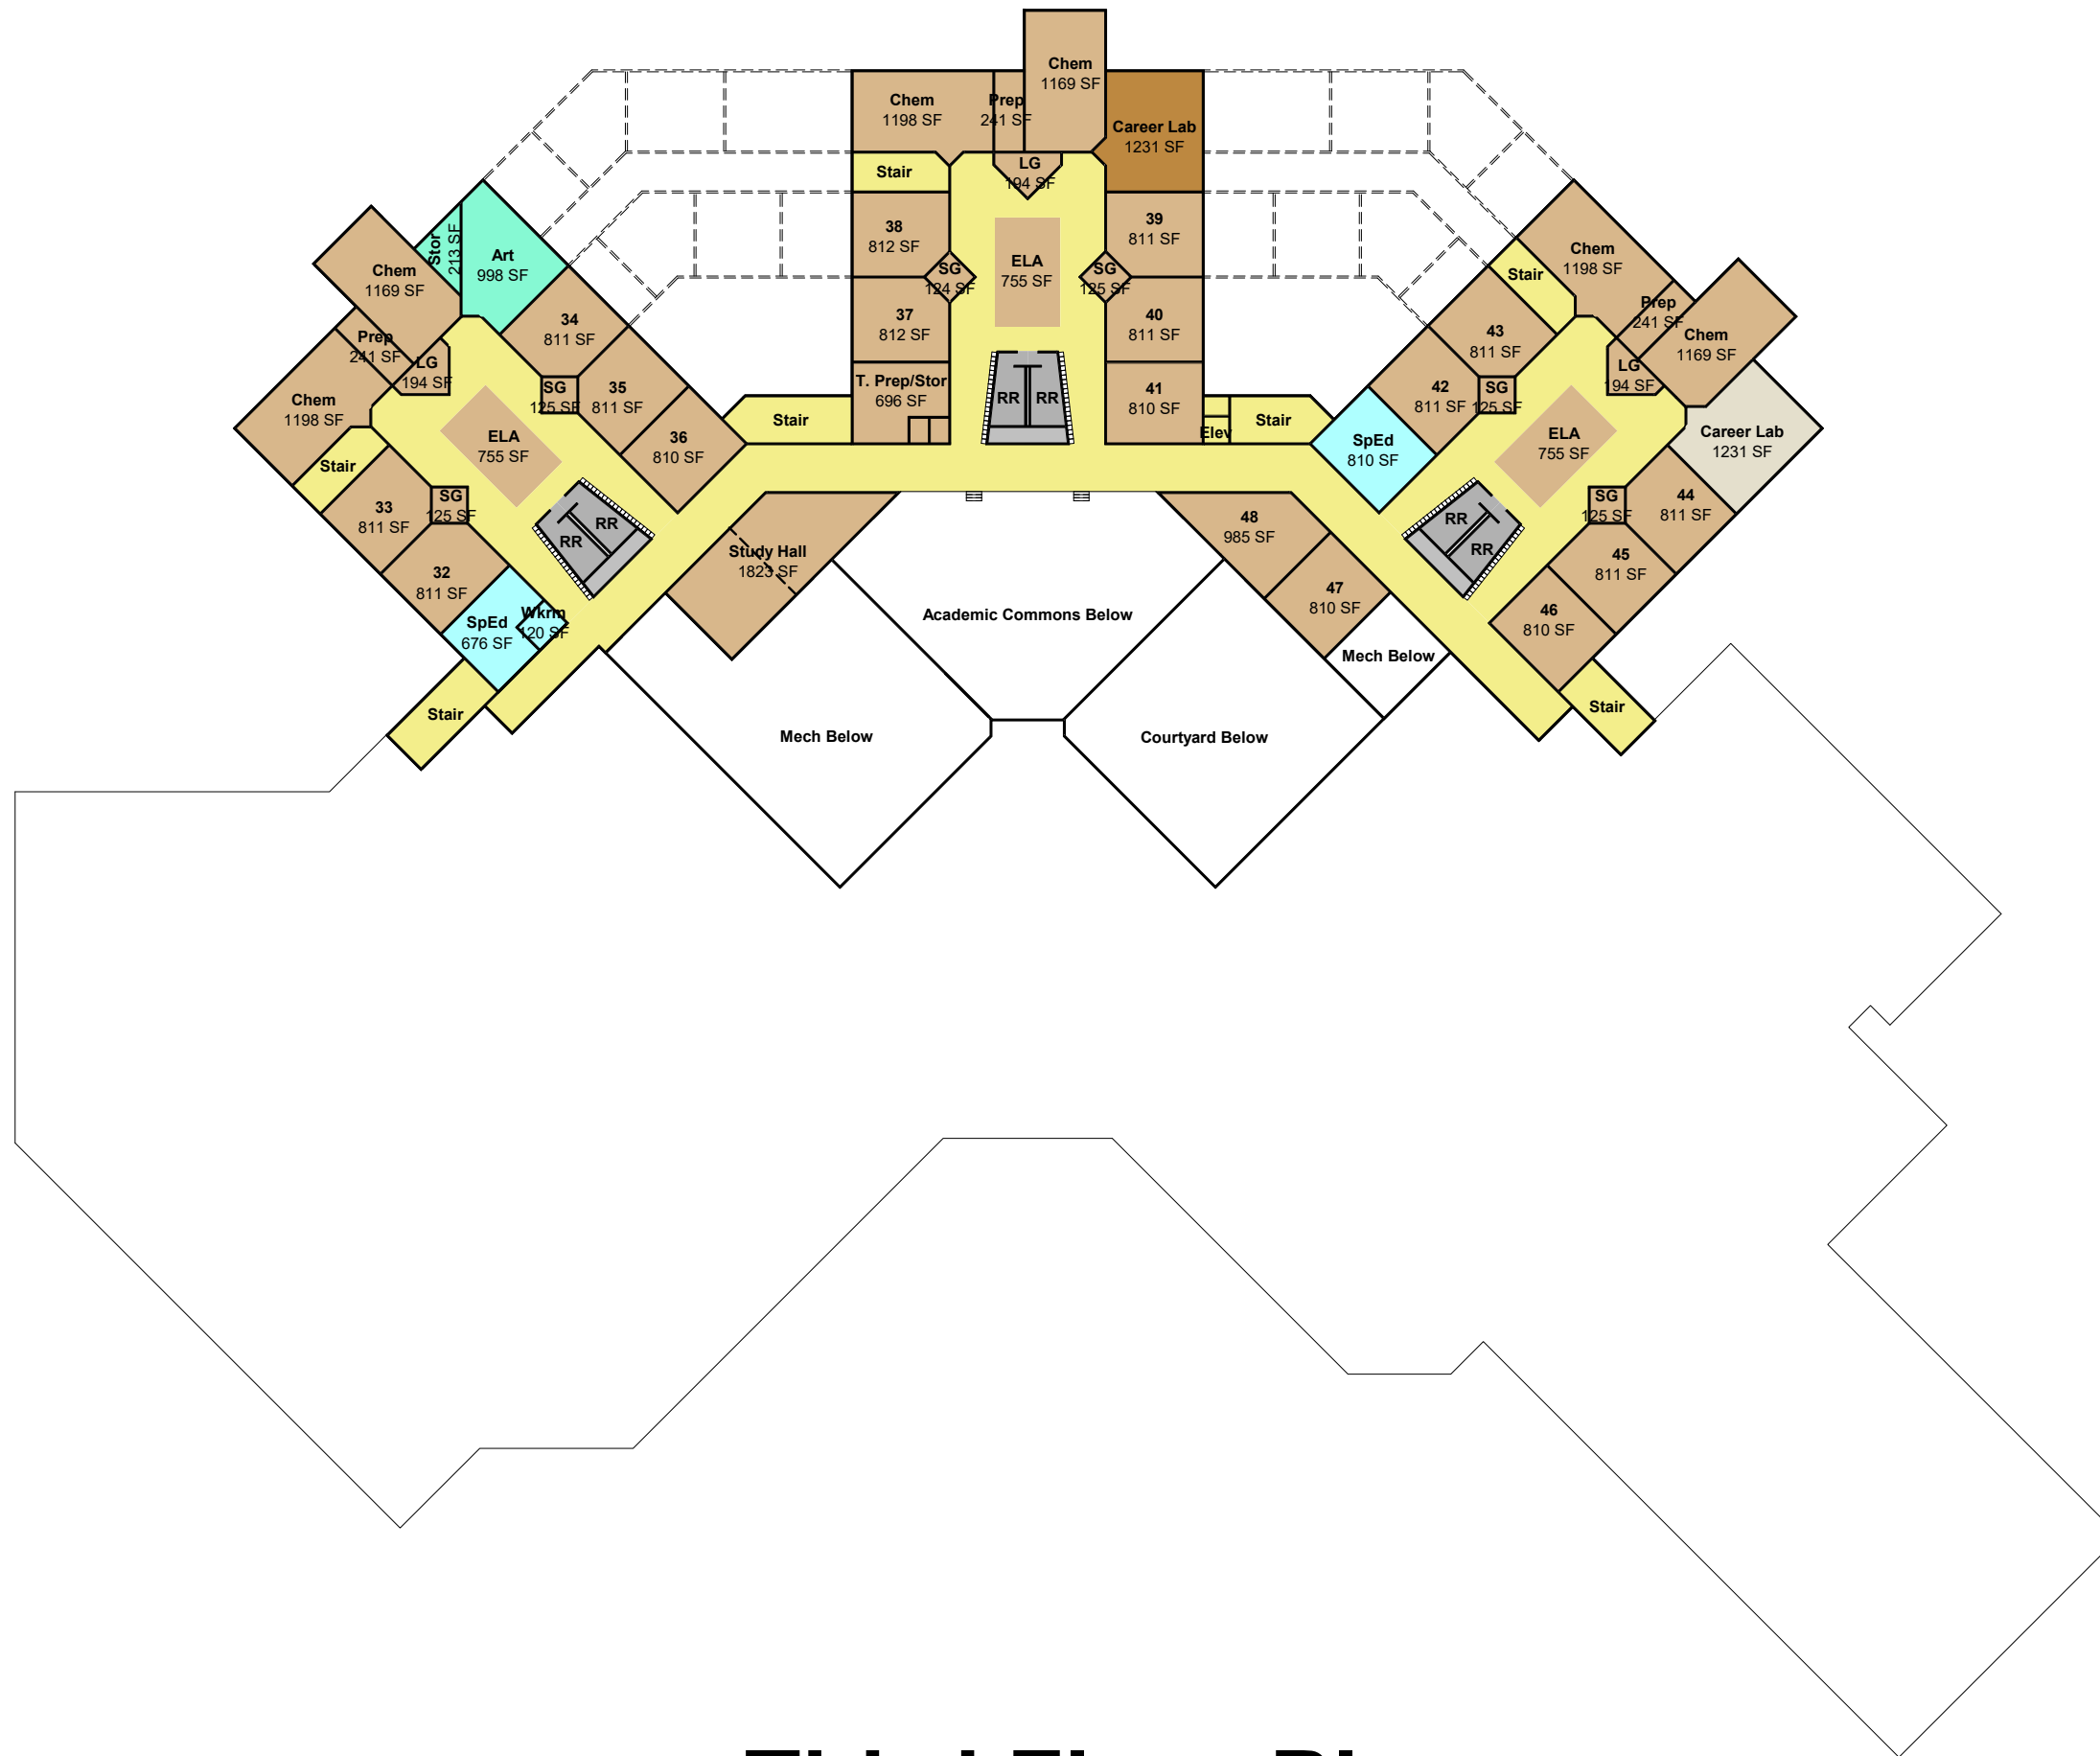 Chem
1169 SF
Chem
1198 SF
Prep
241 SF
Career Lab
1231 SF
LG
194 SF
Stair
38
812 SF
39
811 SF
SG
124 SF
ELA
755 SF
SG
125 SF
37
812 SF
40
811 SF
T. Prep/Stor
696 SF
RR
RR
41
810 SF
Stair
Elev
Stair
Stor
213 SF
Art
998 SF
Chem
1169 SF
Prep
241 SF
LG
194 SF
34
811 SF
Chem
1198 SF
SG
125 SF
35
811 SF
36
810 SF
ELA
755 SF
Stair
33
811 SF
SG
125 SF
RR
RR
32
811 SF
SpEd
676 SF
Wkrm
120 SF
Stair
Study Hall
1823 SF
Academic Commons Below
Mech Below
Courtyard Below
48
985 SF
47
810 SF
Mech Below
Chem
1198 SF
Stair
Prep
241 SF
Chem
1169 SF
43
811 SF
LG
194 SF
42
811 SF
SG
125 SF
SpEd
810 SF
ELA
755 SF
Career Lab
1231 SF
RR
RR
SG
125 SF
44
811 SF
45
811 SF
46
810 SF
Stair